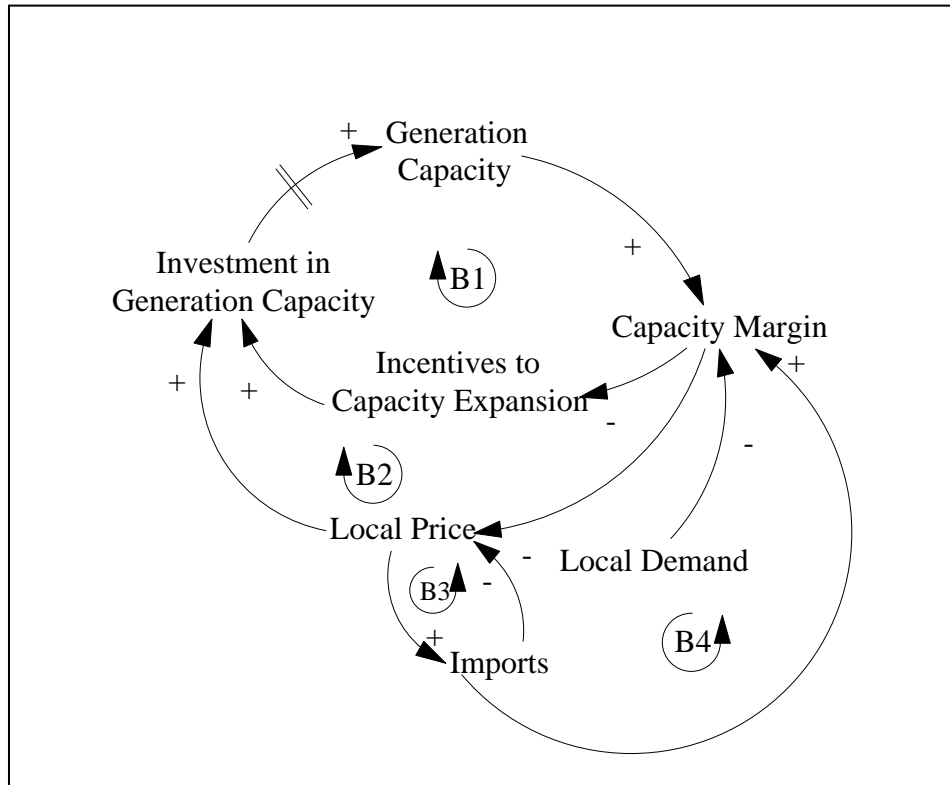 +
Generation
Capacity
+
Investment in
Generation Capacity
B1
Capacity Margin
+
Incentives to
Capacity Expansion
+
+
-
-
B2
Local Price
-
Local Demand
B3
-
+
Imports
B4